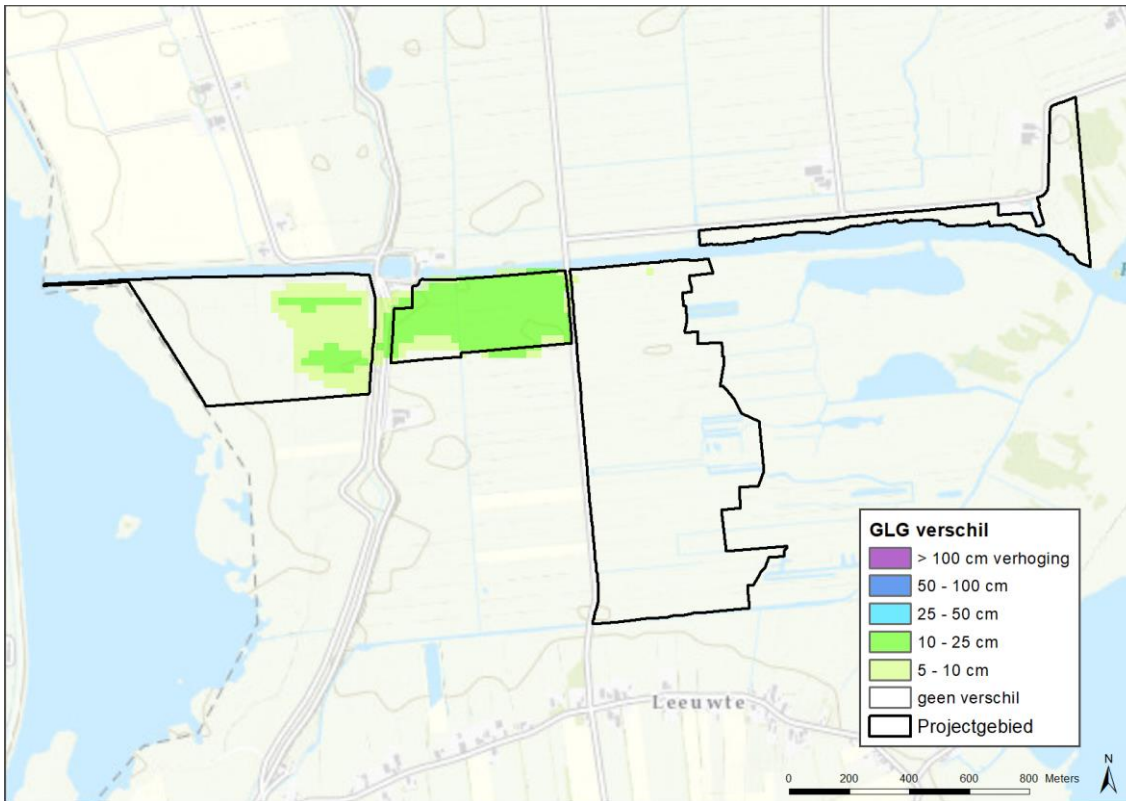 Leeuwte
GLG verschil
> 100 cm verhoging
50 - 100 cm
25 - 50 cm
10 - 25 cm
5 - 10 cm
geen verschil
Projectgebied
0 200 400 600 800 Meters
N